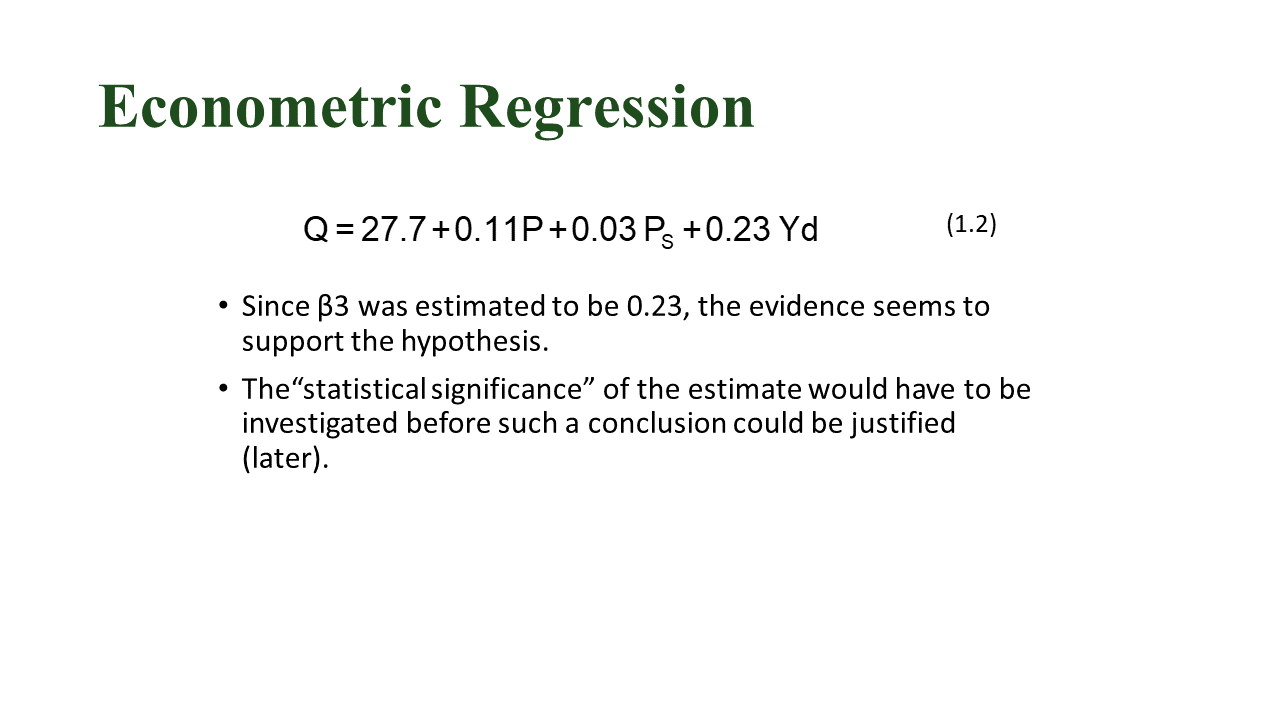 Econometric Regression
Q = 27.7 + 0.11P + 0.03 PS + 0.23 Yd
(1.2)
• Since β3 was estimated to be 0.23, the evidence seems to
support the hypothesis.
• The“statistical significance” of the estimate would have to be
investigated before such a conclusion could be justified
(later).